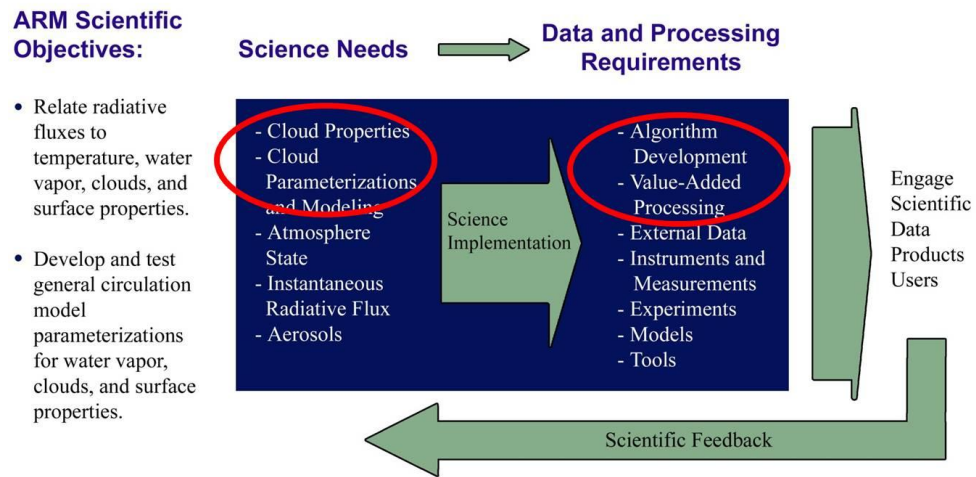 ARM Scientific
Objectives:
• Relate radiative
fluxes to
temperature, water
vapor, clouds, and
surface properties.
• Develop and test
general circulation
model
parameterizations
for water vapor,
clouds, and surface
properties.
Science Needs
Data and Processing
Requirements
- Cloud Properties
- Cloud
Parameterizations
and Modeling
- Atmosphere
State
- Instantaneous
Radiative Flux
- Aerosols
Science
Implementation
- Algorithm
Development
- Value-Added
Processing
- External Data
- Instruments and
Measurements
- Experiments
- Models
- Tools
Engage
Scientific
Data
Products
Users
Scientific Feedback